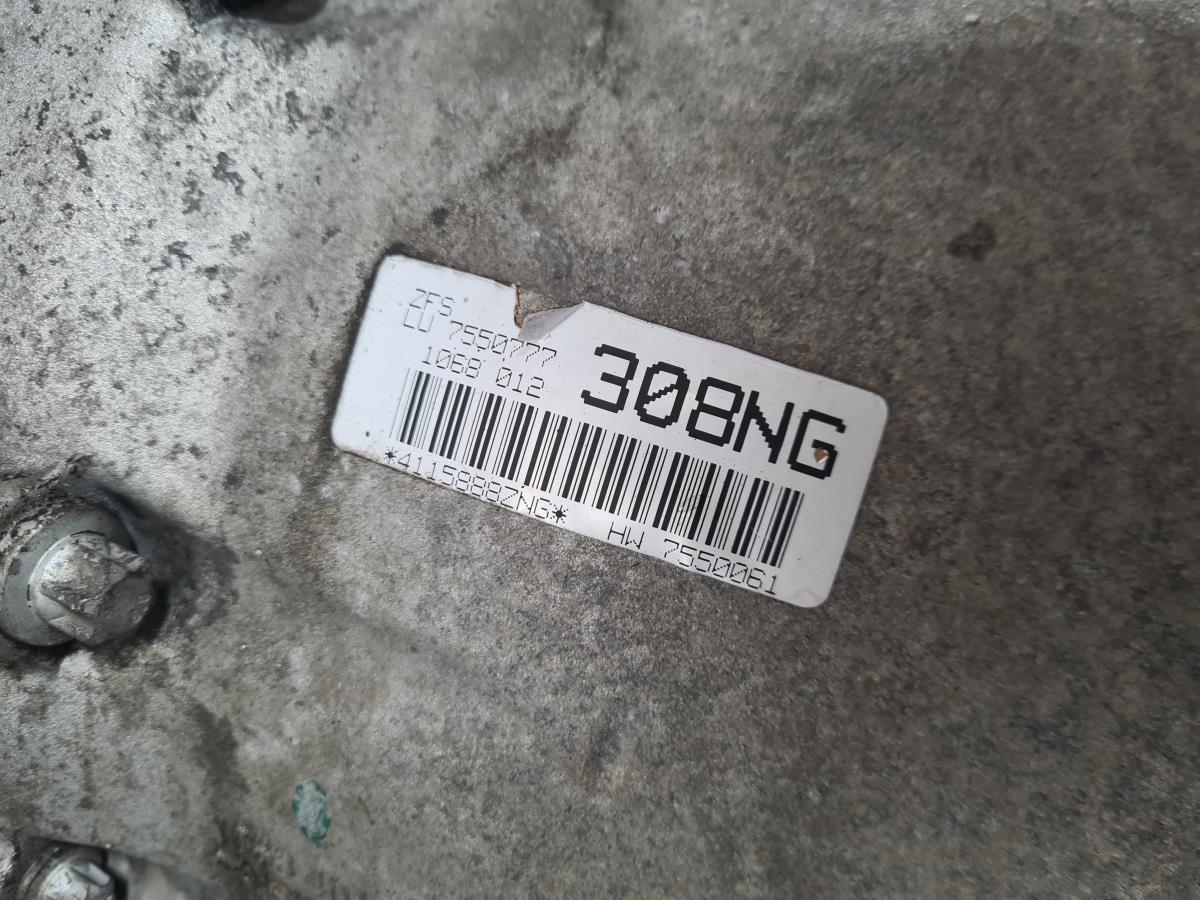 ZFS
LU 7550777
1068 012
308NG
*4115888ZNG*
HW 7550061